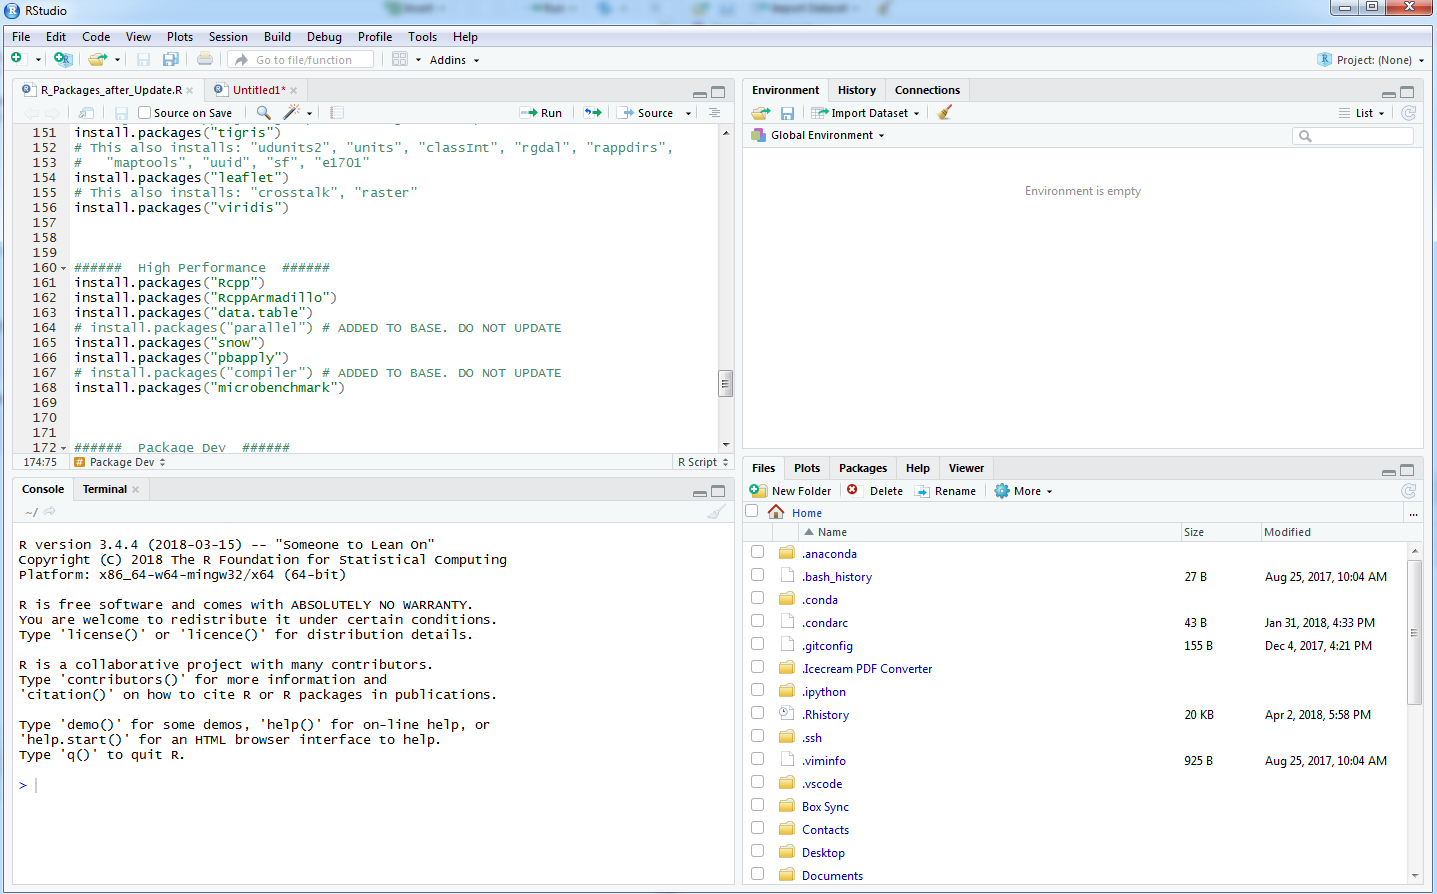 RStudio
File Edit Code View Plots Session Build Debug Profile Tools Help
Go to file/function Addins Project: (None)
R_Packages_after_Update.R Untitled1*
Source on Save Run Source
151 install.packages("tigris")
152 # This also installs: "udunits2", "units", "classInt", "rgdal", "rappdirs",
153 #   "maptools", "uuid", "sf", "e1701"
154 install.packages("leaflet")
155 # This also installs: "crosstalk", "raster"
156 install.packages("viridis")
157
158
159
160 ######  High Performance  ######
161 install.packages("Rcpp")
162 install.packages("RcppArmadillo")
163 install.packages("data.table")
164 # install.packages("parallel") # ADDED TO BASE. DO NOT UPDATE
165 install.packages("snow")
166 install.packages("pbapply")
167 # install.packages("compiler") # ADDED TO BASE. DO NOT UPDATE
168 install.packages("microbenchmark")
169
170
171
172 ######  Package Dev  ######
174:75 # Package Dev R Script
Console Terminal
~/
R version 3.4.4 (2018-03-15) -- "Someone to Lean On"
Copyright (C) 2018 The R Foundation for Statistical Computing
Platform: x86_64-w64-mingw32/x64 (64-bit)
R is free software and comes with ABSOLUTELY NO WARRANTY.
You are welcome to redistribute it under certain conditions.
Type 'license()' or 'licence()' for distribution details.
R is a collaborative project with many contributors.
Type 'contributors()' for more information and
'citation()' on how to cite R or R packages in publications.
Type 'demo()' for some demos, 'help()' for on-line help, or
'help.start()' for an HTML browser interface to help.
Type 'q()' to quit R.
>
Environment History Connections
Import Dataset List
Global Environment
Environment is empty
Files Plots Packages Help Viewer
New Folder Delete Rename More
Home ...
Name Size Modified
.anaconda
.bash_history 27 B Aug 25, 2017, 10:04 AM
.conda
.condarc 43 B Jan 31, 2018, 4:33 PM
.gitconfig 155 B Dec 4, 2017, 4:21 PM
.Icecream PDF Converter
.ipython
.Rhistory 20 KB Apr 2, 2018, 5:58 PM
.ssh
.viminfo 925 B Aug 25, 2017, 10:04 AM
.vscode
Box Sync
Contacts
Desktop
Documents